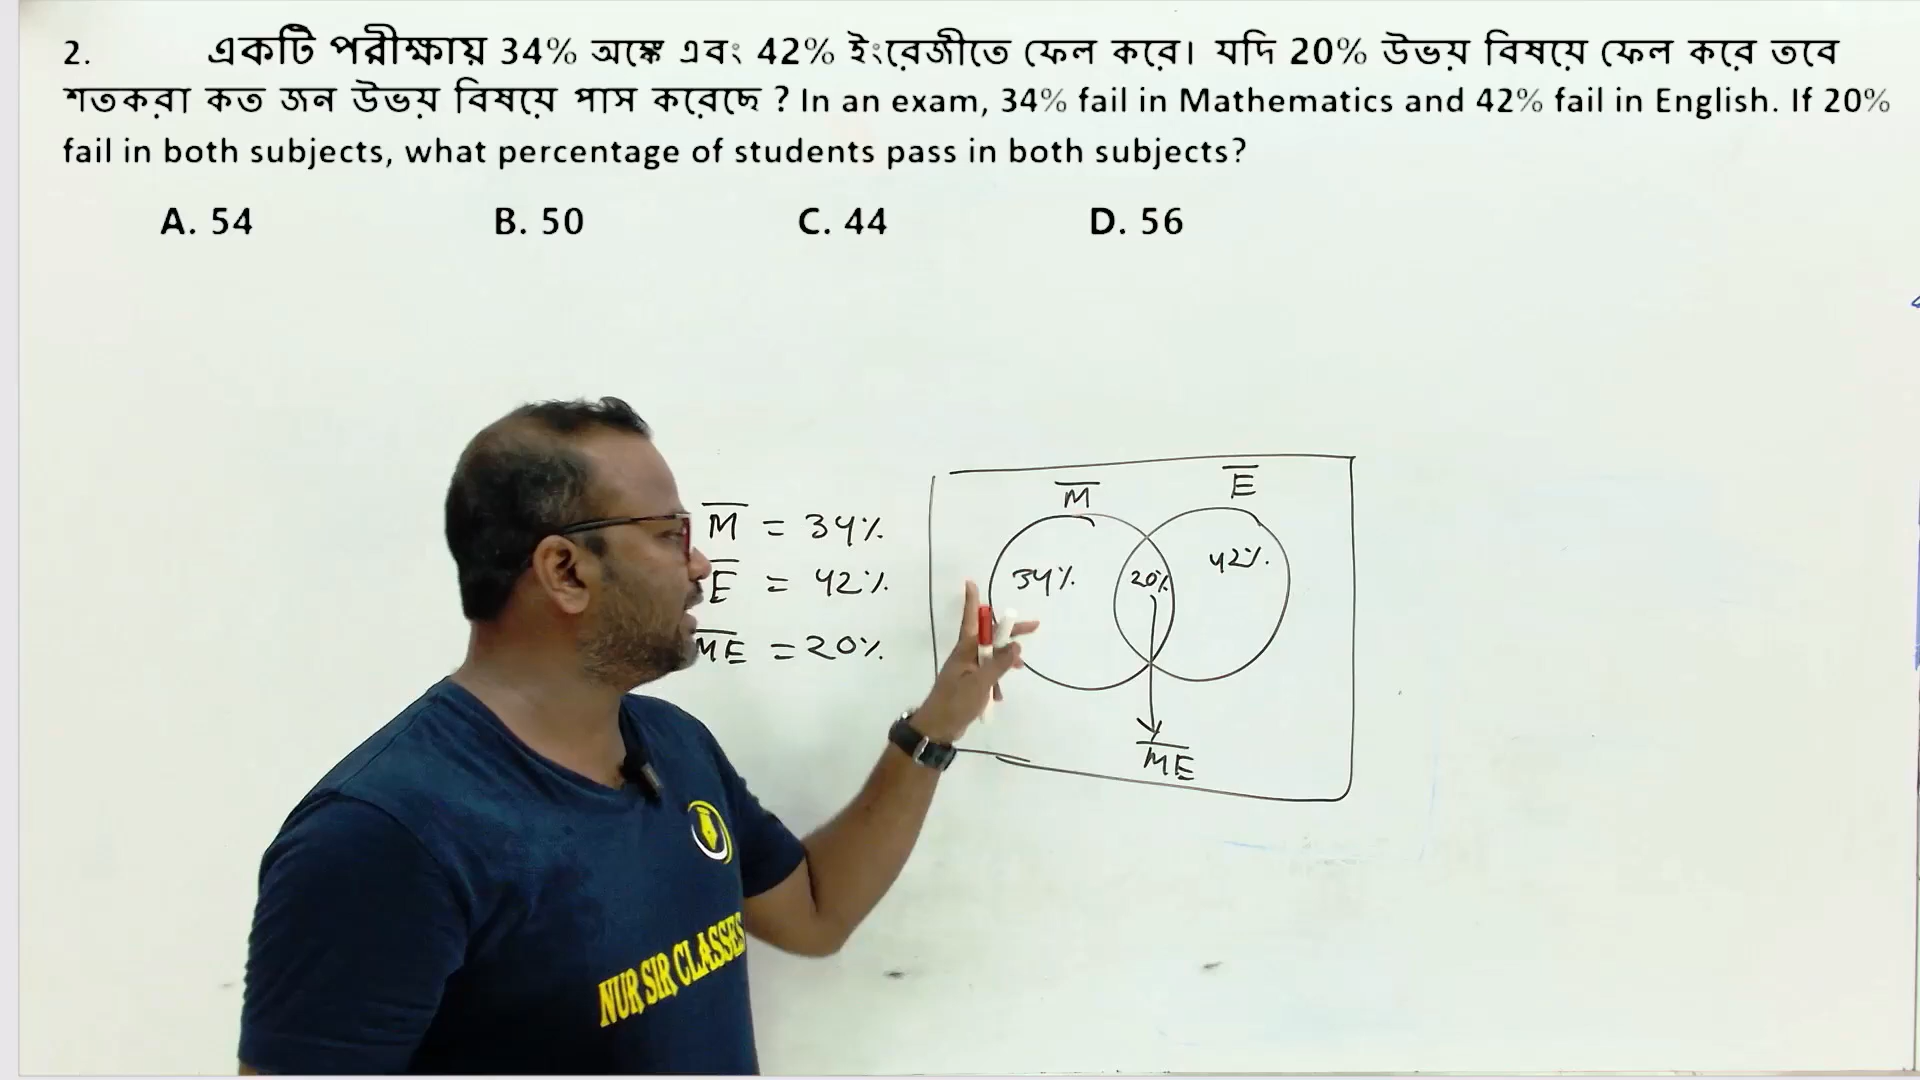 2. একটি পরীক্ষায় 34% অঙ্কে এবং 42% ইংরেজীতে ফেল করে। যদি 20% উভয় বিষয়ে ফেল করে তবে
শতকরা কত জন উভয় বিষয়ে পাস করেছে ? In an exam, 34% fail in Mathematics and 42% fail in English. If 20%
fail in both subjects, what percentage of students pass in both subjects?
A. 54 B. 50 C. 44 D. 56
M̅ = 34%
E̅ = 42%
M̅E̅ = 20%
M̅ E̅
34% 20% 42%
M̅E̅
NUR SIR CLASSES